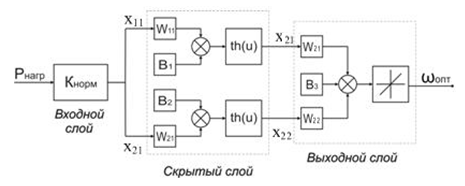 x11
W11
th(u)
x21
W21
B1
Pнагр
Kнорм
B3
ωопт
Входной
слой
B2
W21
th(u)
W22
x21
x22
Скрытый слой
Выходной слой